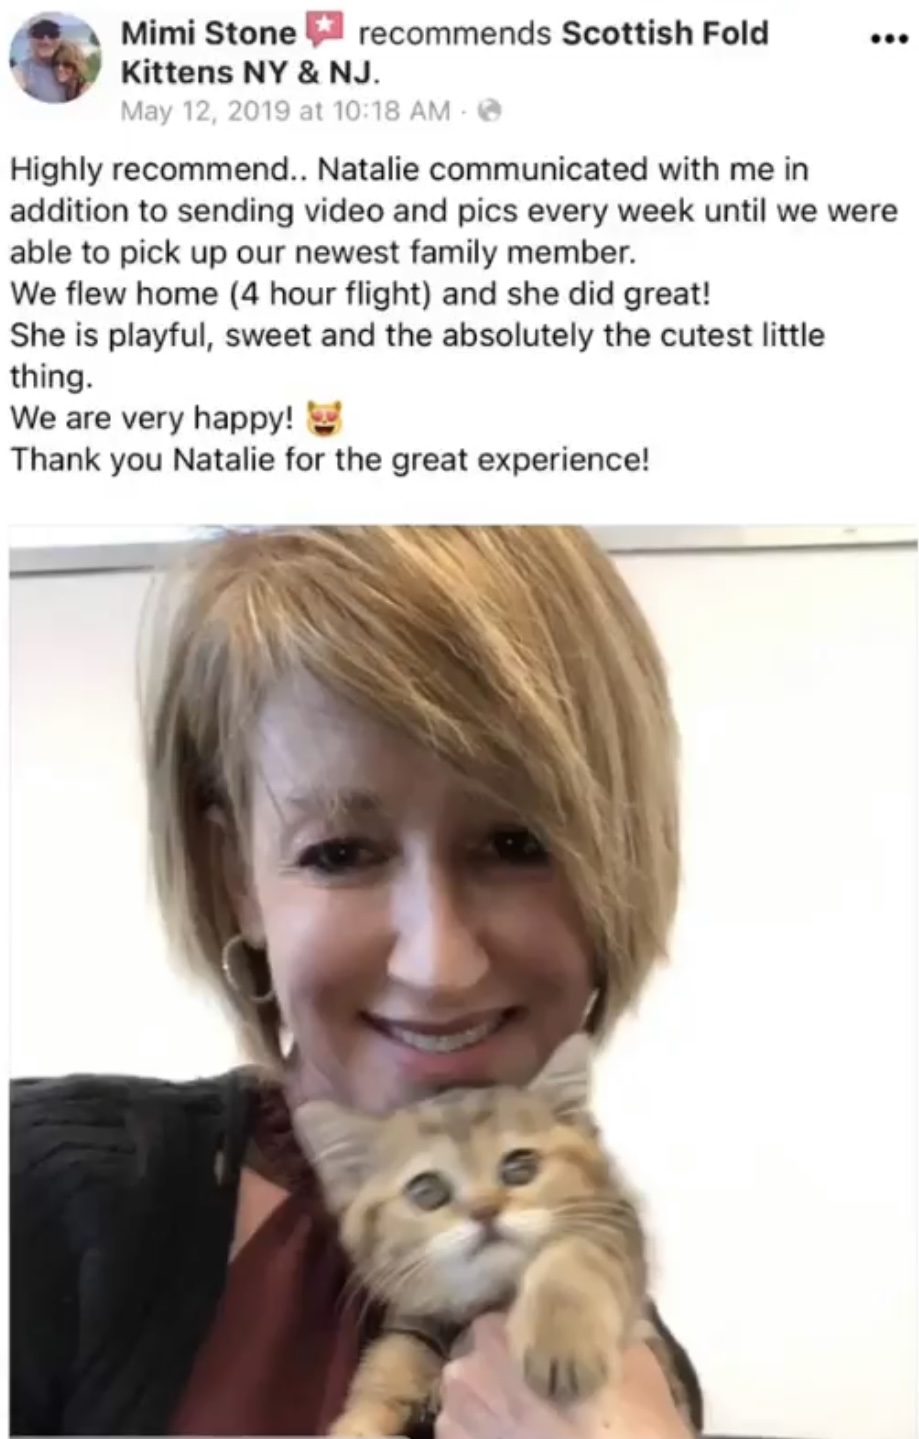 Mimi Stone recommends Scottish Fold
Kittens NY & NJ.
May 12, 2019 at 10:18 AM ·
Highly recommend.. Natalie communicated with me in
addition to sending video and pics every week until we were
able to pick up our newest family member.
We flew home (4 hour flight) and she did great!
She is playful, sweet and the absolutely the cutest little
thing.
We are very happy! 😻
Thank you Natalie for the great experience!